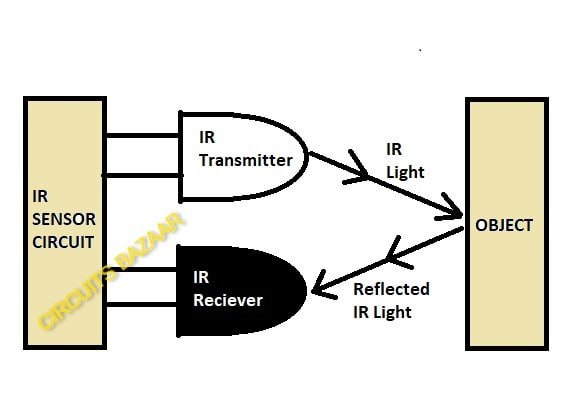 IR
Transmitter
IR
Light
IR
SENSOR
CIRCUIT
OBJECT
CIRCUITS BAZAAR
IR
Reciever
Reflected
IR Light